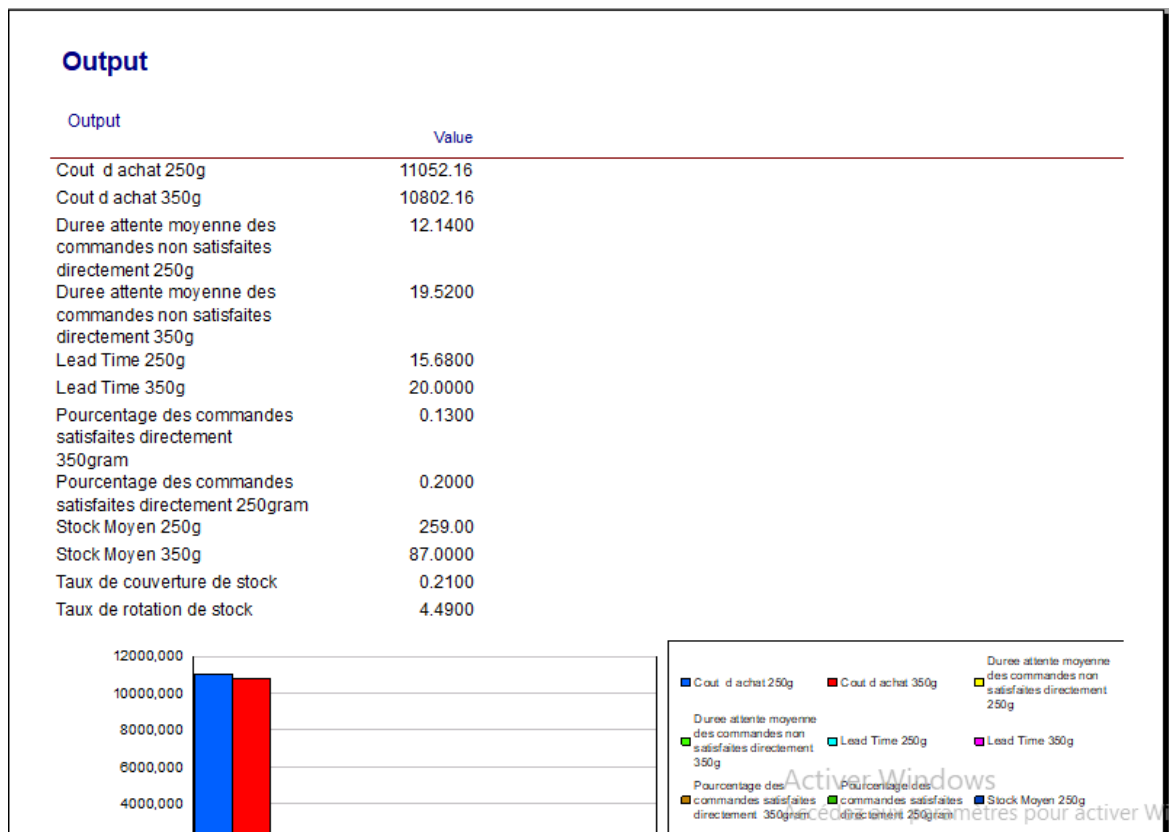 Output
Output
Value
Cout d achat 250g 11052.16
Cout d achat 350g 10802.16
Duree attente moyenne des 12.1400
commandes non satisfaites
directement 250g
Duree attente moyenne des 19.5200
commandes non satisfaites
directement 350g
Lead Time 250g 15.6800
Lead Time 350g 20.0000
Pourcentage des commandes 0.1300
satisfaites directement
350gram
Pourcentage des commandes 0.2000
satisfaites directement 250gram
Stock Moyen 250g 259.00
Stock Moyen 350g 87.0000
Taux de couverture de stock 0.2100
Taux de rotation de stock 4.4900
12000,000
10000,000
8000,000
6000,000
4000,000
Cout d achat 250g
Cout d achat 350g
Duree attente moyenne
des commandes non
satisfaites directement
250g
Duree attente moyenne
des commandes non
satisfaites directement
350g
Lead Time 250g
Lead Time 350g
Pourcentage des
commandes satisfaites
directement 350gram
Pourcentage des
commandes satisfaites
directement 250gram
Stock Moyen 250g
Activer Windows
Accédez aux paramètres pour activer Wi